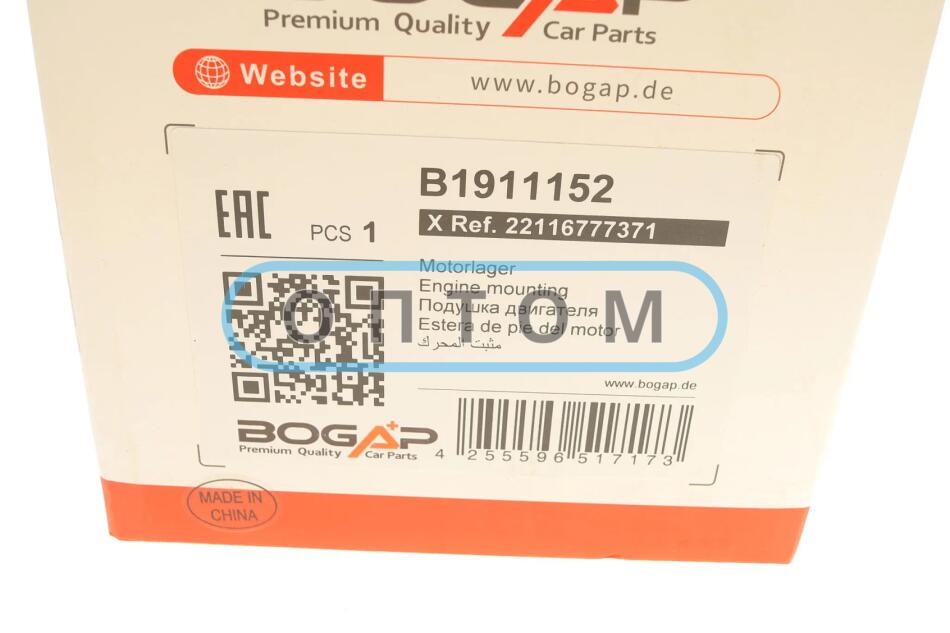 BOGAP
Premium Quality Car Parts
Website www.bogap.de
B1911152
X Ref. 22116777371
EAC PCS 1
Motorlager
Engine mounting
Подушка двигателя
Estera de pie del motor
مثبت المحرك
ОПТОМ
www.bogap.de
BOGAP
Premium Quality Car Parts
4 255596 517173
MADE IN
CHINA